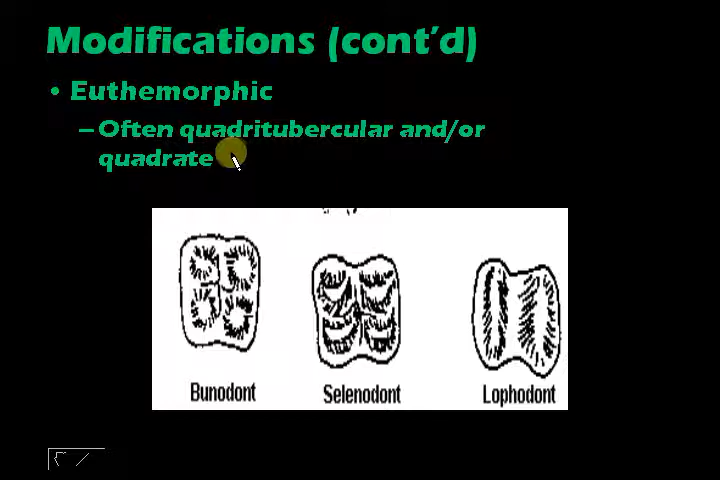 Modifications (cont'd)
• Euthemorphic
– Often quadritubercular and/or
quadrate
Bunodont Selenodont Lophodont